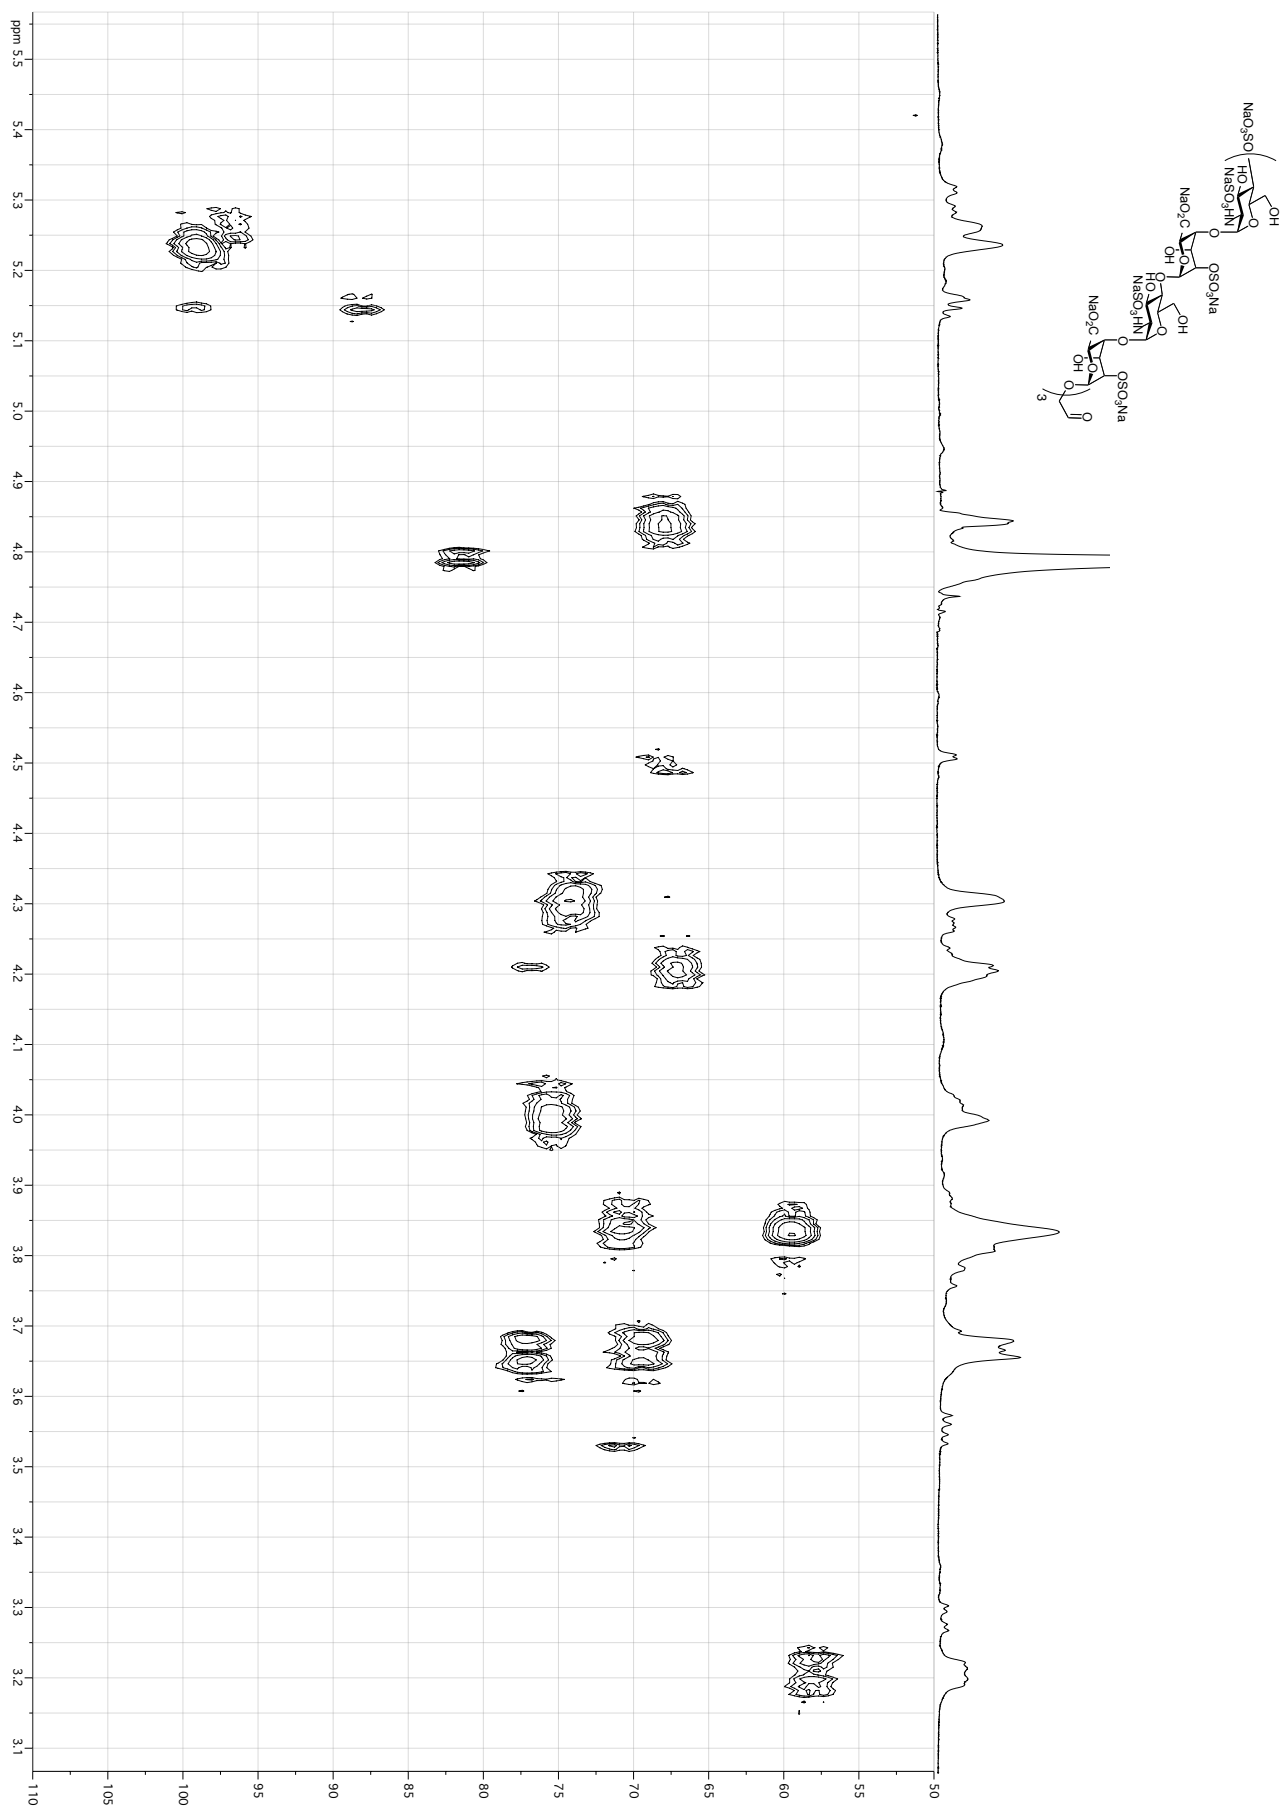 NaO₃SO
HO
NaSO₃HN
O
OH
O
NaO₂C
O
OH
OSO₃Na
O
HO
NaSO₃HN
O
OH
O
NaO₂C
O
OH
OSO₃Na
O
3
O
ppm 5.5 5.4 5.3 5.2 5.1 5.0 4.9 4.8 4.7 4.6 4.5 4.4 4.3 4.2 4.1 4.0 3.9 3.8 3.7 3.6 3.5 3.4 3.3 3.2 3.1
50
55
60
65
70
75
80
85
90
95
100
105
110